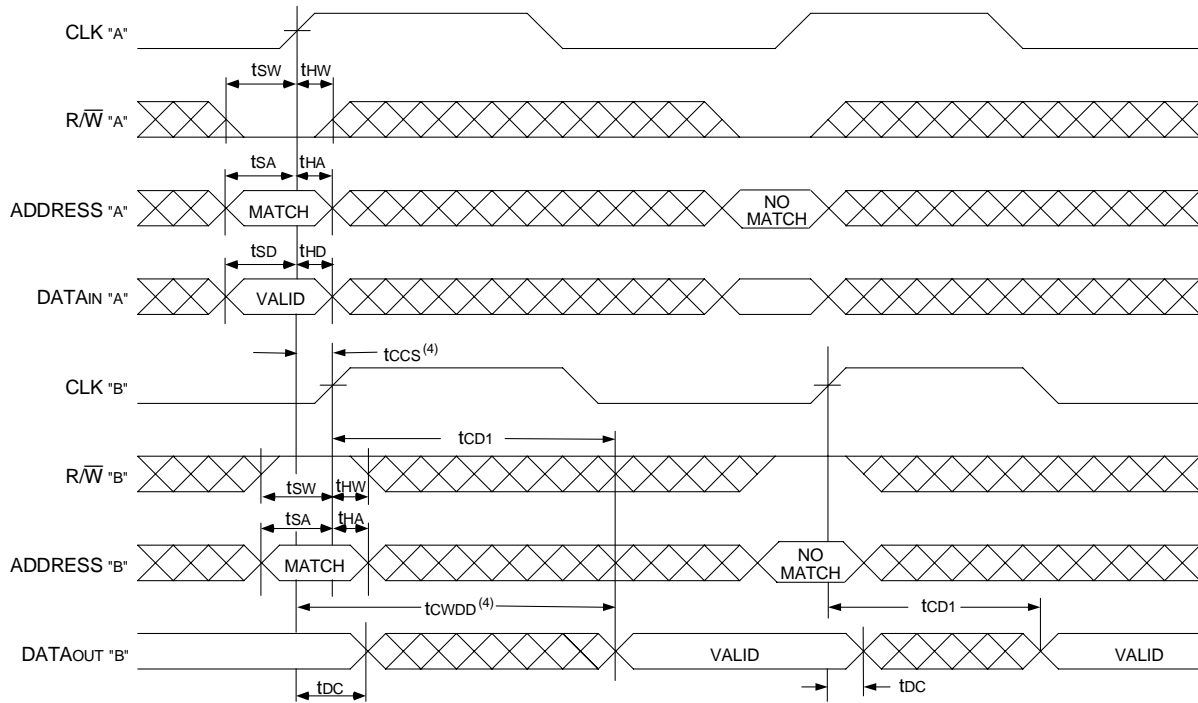 CLK "A"
tSW tHW
R/W̅ "A"
tSA tHA
ADDRESS "A" MATCH NO MATCH
tSD tHD
DATAIN "A" VALID
tCCS(4)
CLK "B"
tCD1
R/W̅ "B"
tSW tHW
tSA tHA
ADDRESS "B" MATCH NO MATCH
tCWDD(4) tCD1
DATAOUT "B" VALID VALID
tDC tDC